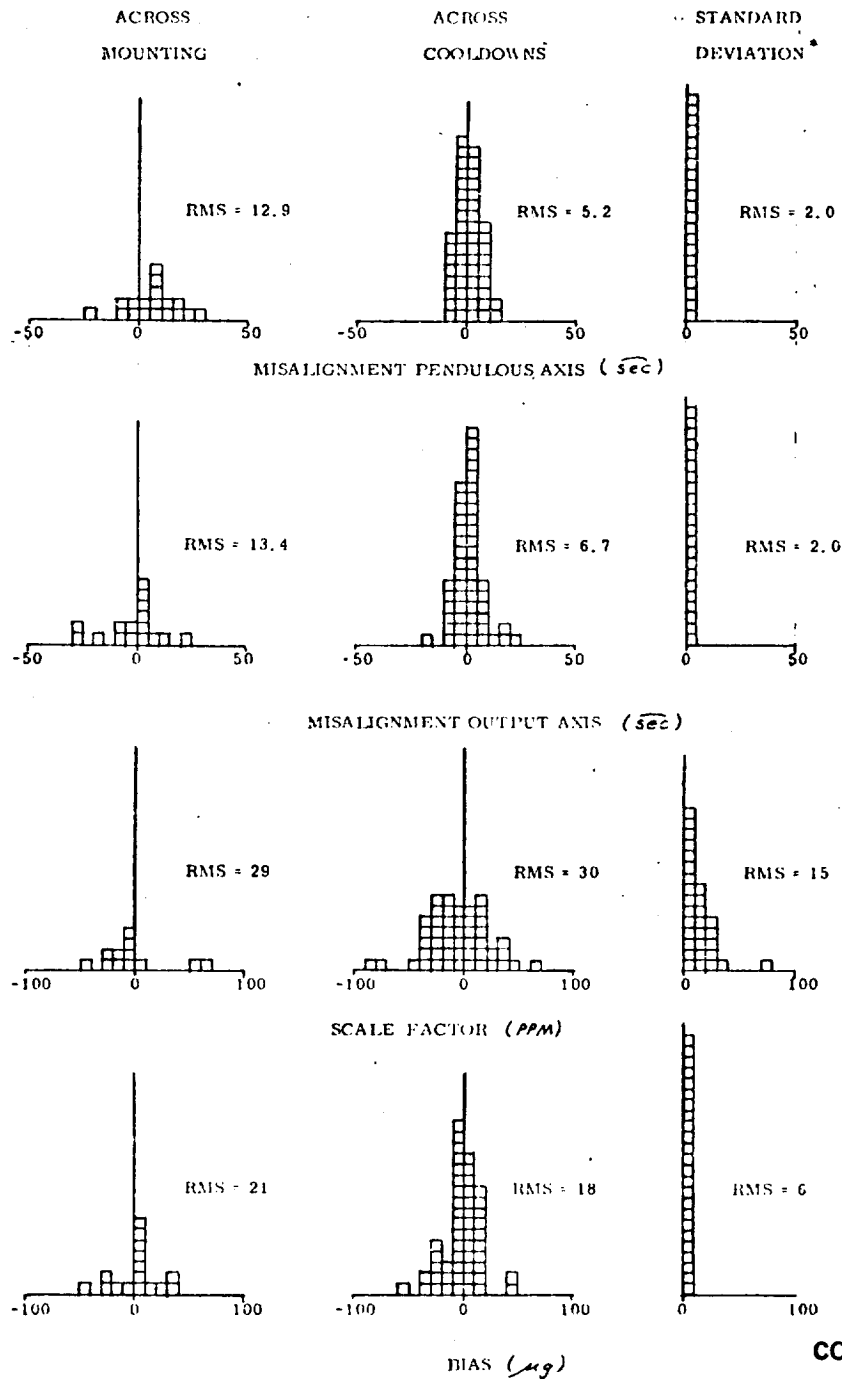 ACROSS MOUNTING
ACROSS COOLDOWNS
STANDARD DEVIATION*
RMS = 12.9
RMS = 5.2
RMS = 2.0
-50 0 50
-50 0 50
0 50
MISALIGNMENT PENDULOUS AXIS (sec)
RMS = 13.4
RMS = 6.7
RMS = 2.0
-50 0 50
-50 0 50
0 50
MISALIGNMENT OUTPUT AXIS (sec)
RMS = 29
RMS = 30
RMS = 15
-100 0 100
-100 0 100
0 100
SCALE FACTOR (PPM)
RMS = 21
RMS = 18
RMS = 6
-100 0 100
-100 0 100
0 100
BIAS (μg)
CO